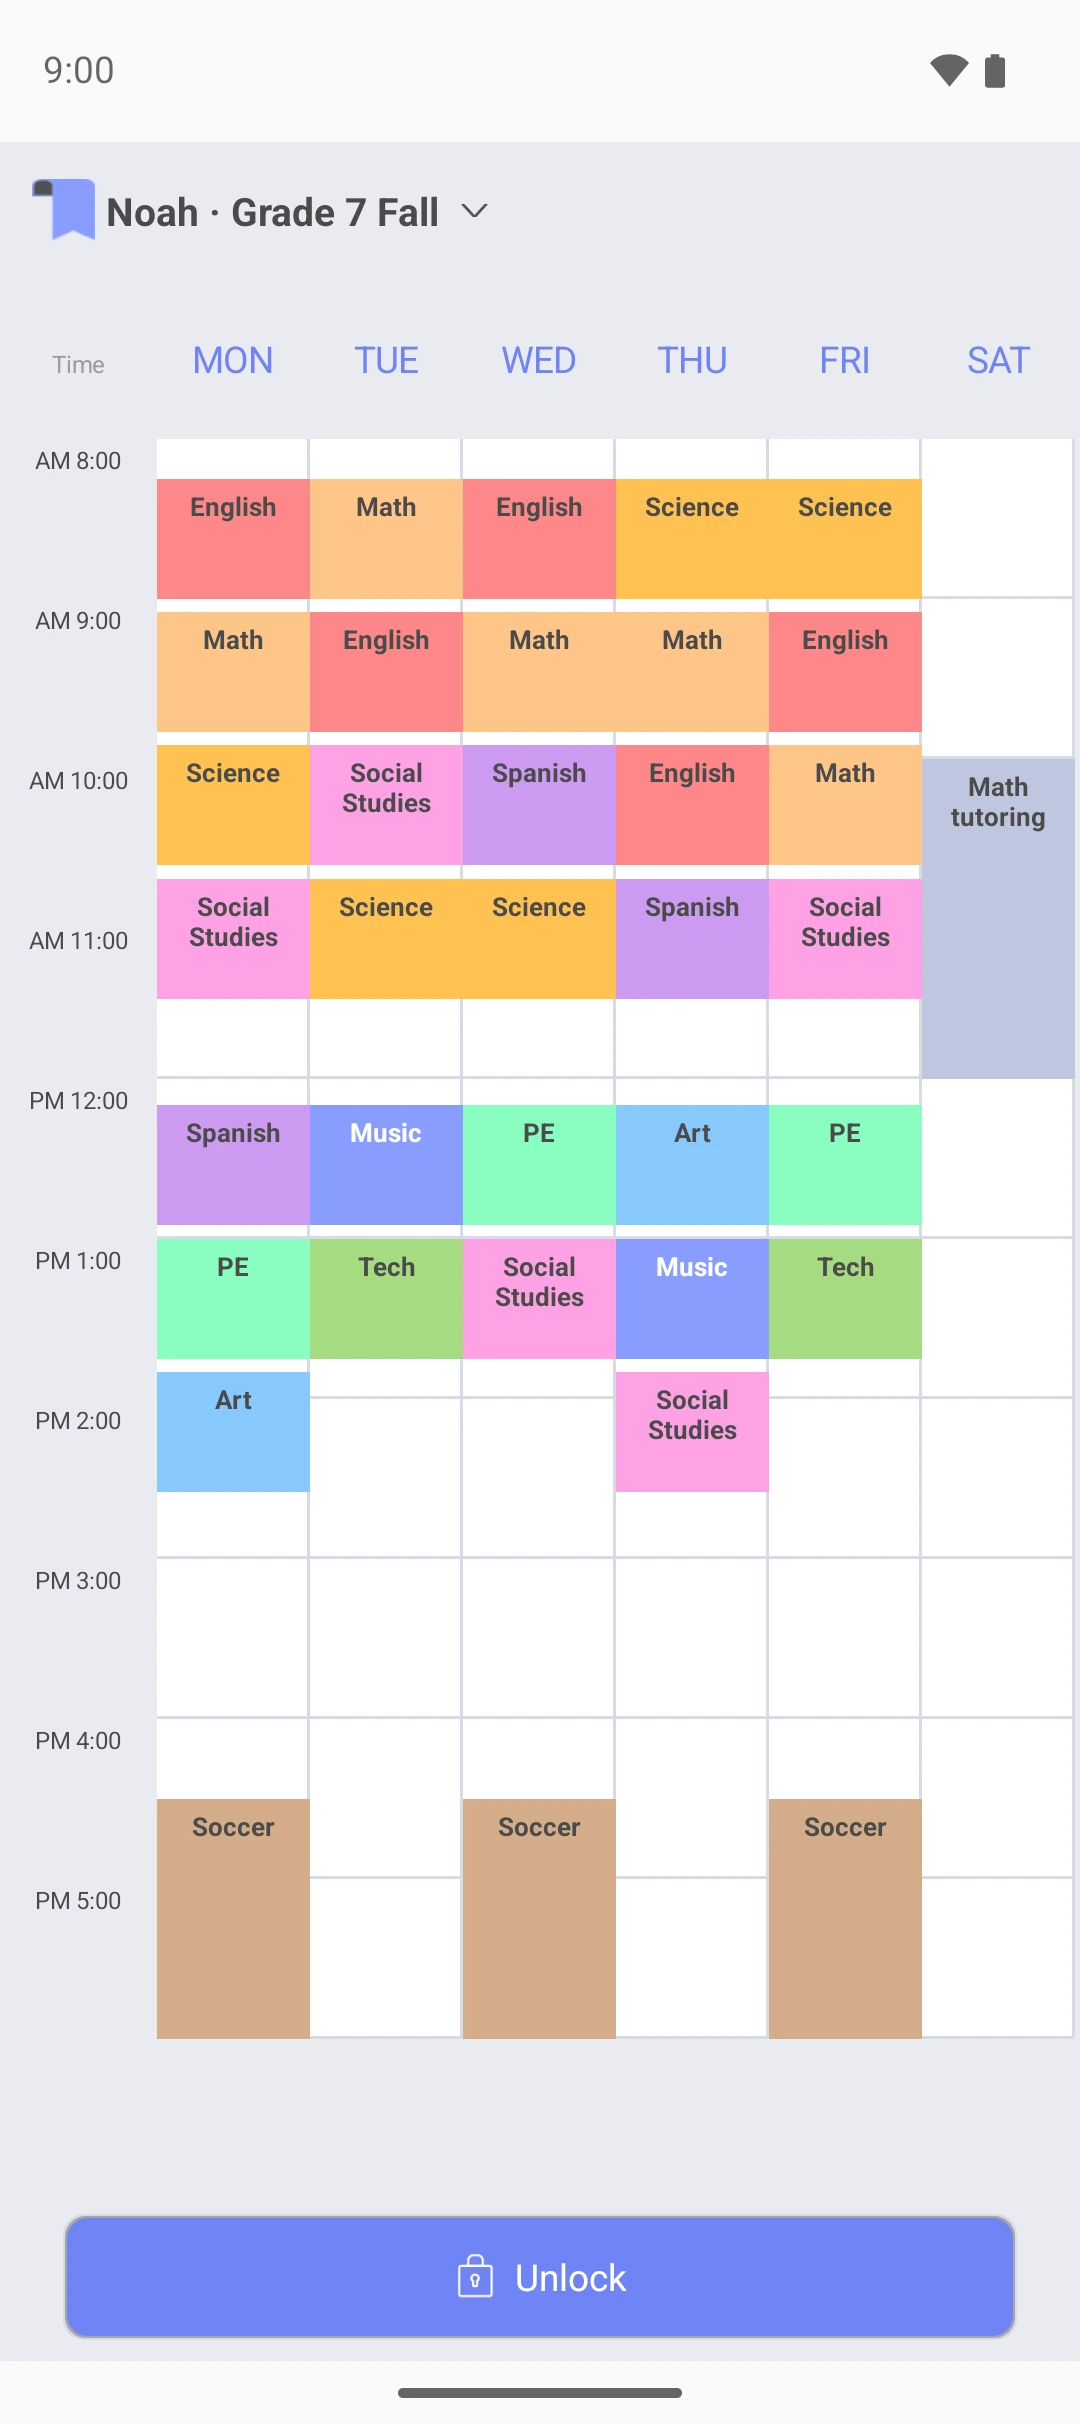 9:00
Noah · Grade 7 Fall
Time MON TUE WED THU FRI SAT
AM 8:00
English Math English Science Science
AM 9:00
Math English Math Math English
AM 10:00
Science Social Spanish English Math Math
Studies tutoring
Social Science Science Spanish Social
AM 11:00
Studies Studies
PM 12:00
Spanish Music PE Art PE
PM 1:00
PE Tech Social Music Tech
Studies
Art Social
PM 2:00
Studies
PM 3:00
PM 4:00
Soccer Soccer Soccer
PM 5:00
Unlock